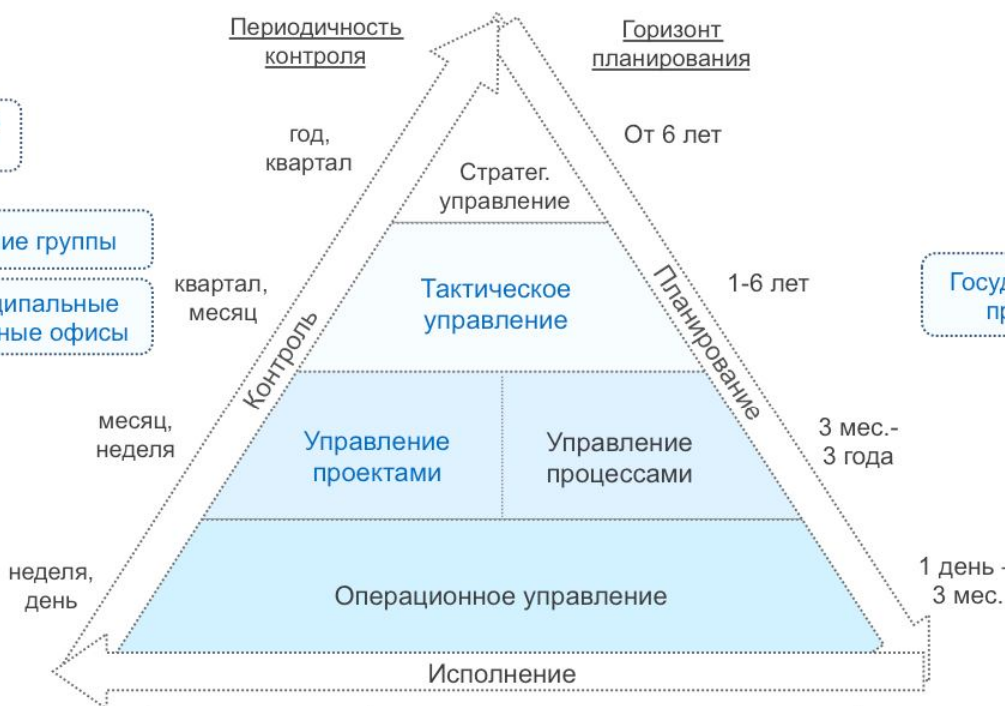 Периодичность
контроля
Горизонт
планирования
год,
квартал
От 6 лет
Стратег.
управление
ие группы
ципальные
ные офисы
квартал,
месяц
Тактическое
управление
1-6 лет
Госуд
пр
Контроль
Планирование
месяц,
неделя
Управление
проектами
Управление
процессами
3 мес.-
3 года
неделя,
день
Операционное управление
1 день -
3 мес.
Исполнение